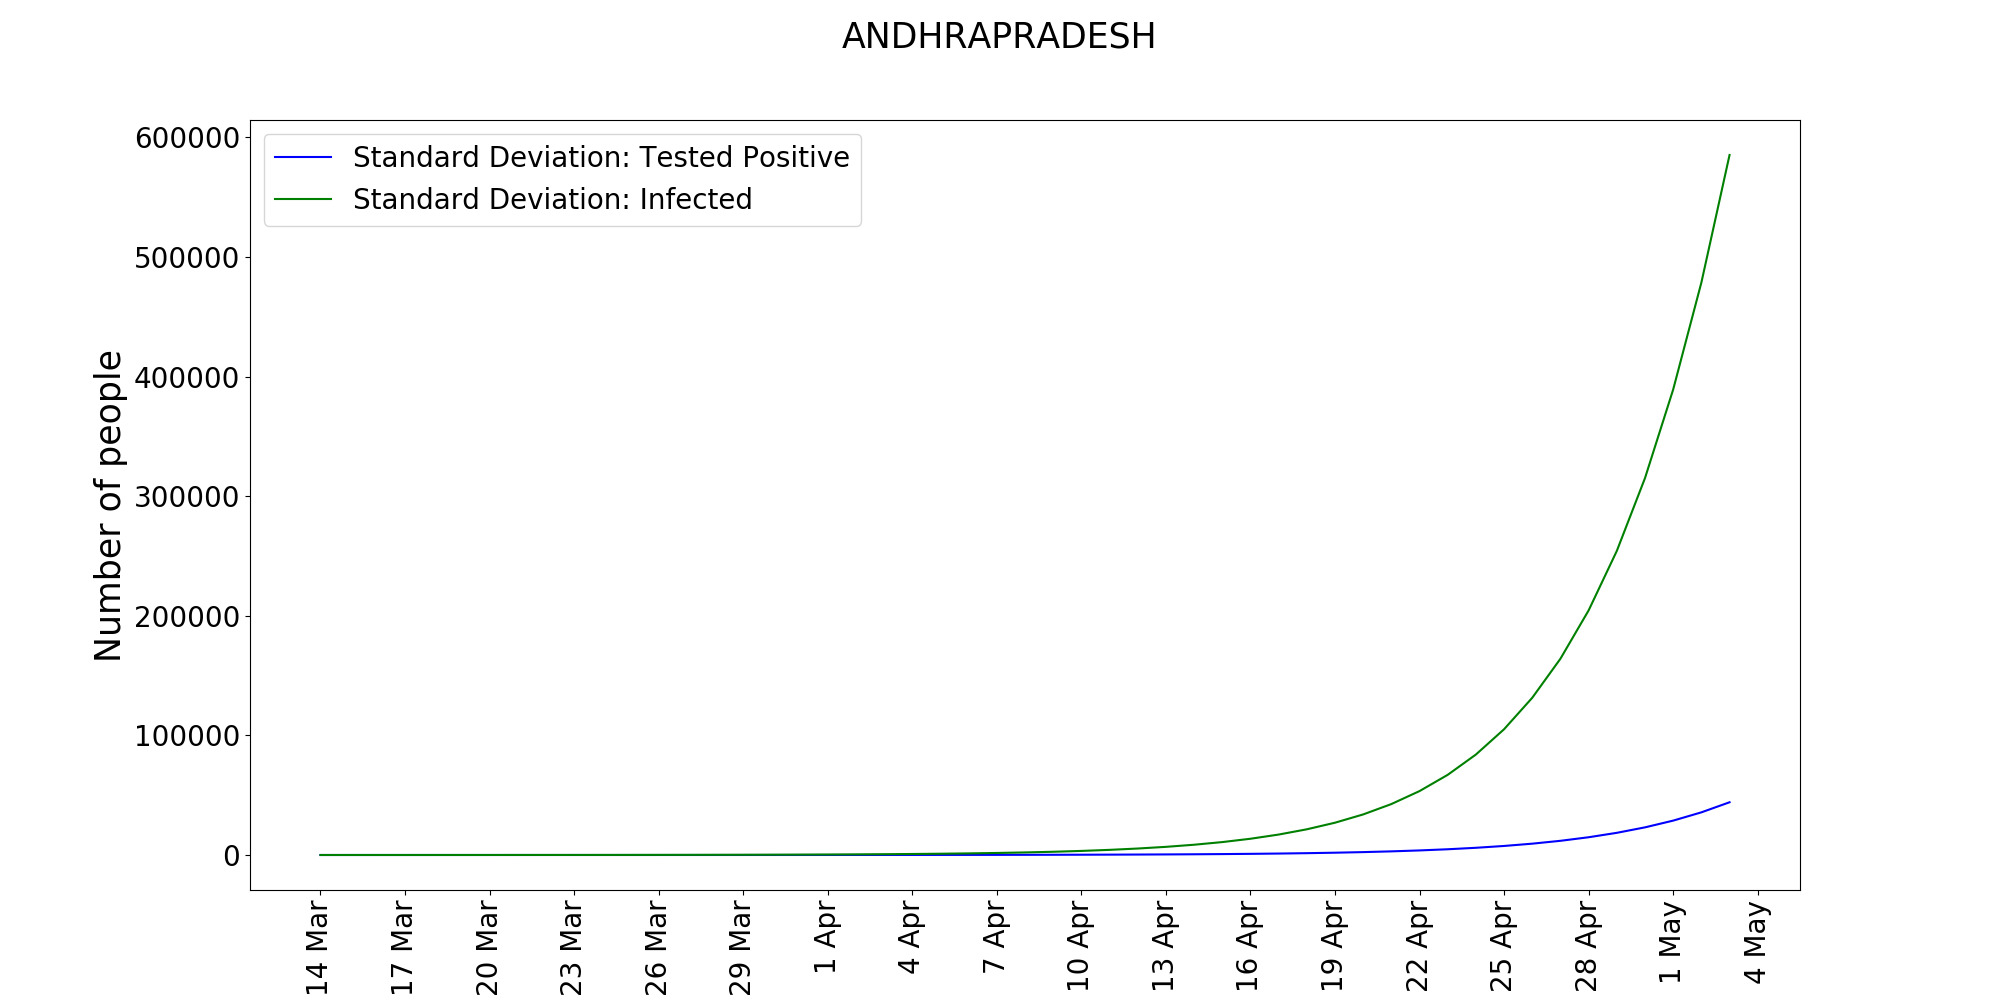 ANDHRAPRADESH
Standard Deviation: Tested Positive
Standard Deviation: Infected
Number of people
600000
500000
400000
300000
200000
100000
0
14 Mar
17 Mar
20 Mar
23 Mar
26 Mar
29 Mar
1 Apr
4 Apr
7 Apr
10 Apr
13 Apr
16 Apr
19 Apr
22 Apr
25 Apr
28 Apr
1 May
4 May